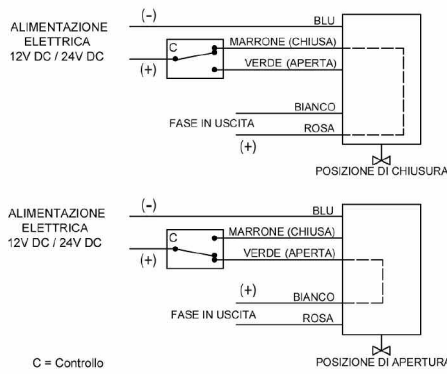 (-)
BLU
ALIMENTAZIONE
ELETTRICA
12V DC / 24V DC
C
MARRONE (CHIUSA)
(+)
VERDE (APERTA)
BIANCO
FASE IN USCITA
ROSA
(+)
POSIZIONE DI CHIUSURA
(-)
BLU
ALIMENTAZIONE
ELETTRICA
12V DC / 24V DC
C
MARRONE (CHIUSA)
(+)
VERDE (APERTA)
(+)
BIANCO
FASE IN USCITA
ROSA
C = Controllo
POSIZIONE DI APERTURA